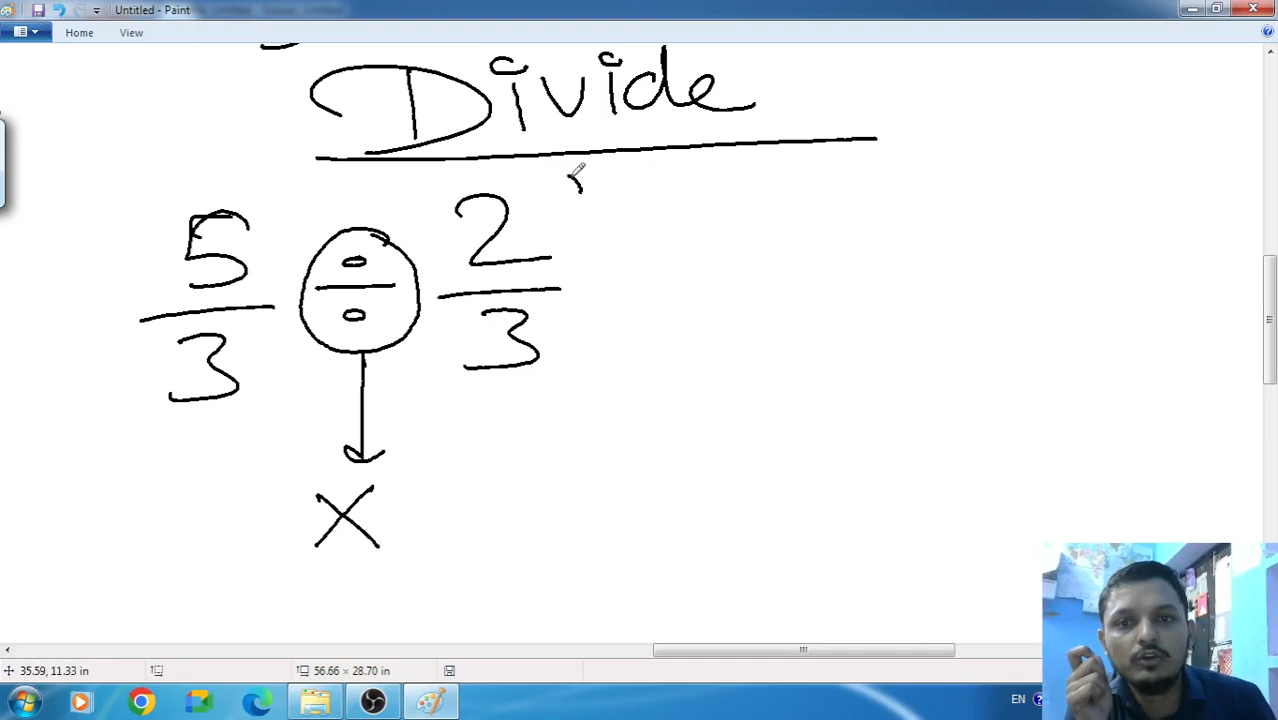 Untitled - Paint
Home View
Divide
5 ÷ 2
3 3
X
35.59, 11.33 in 56.66 × 28.70 in
EN